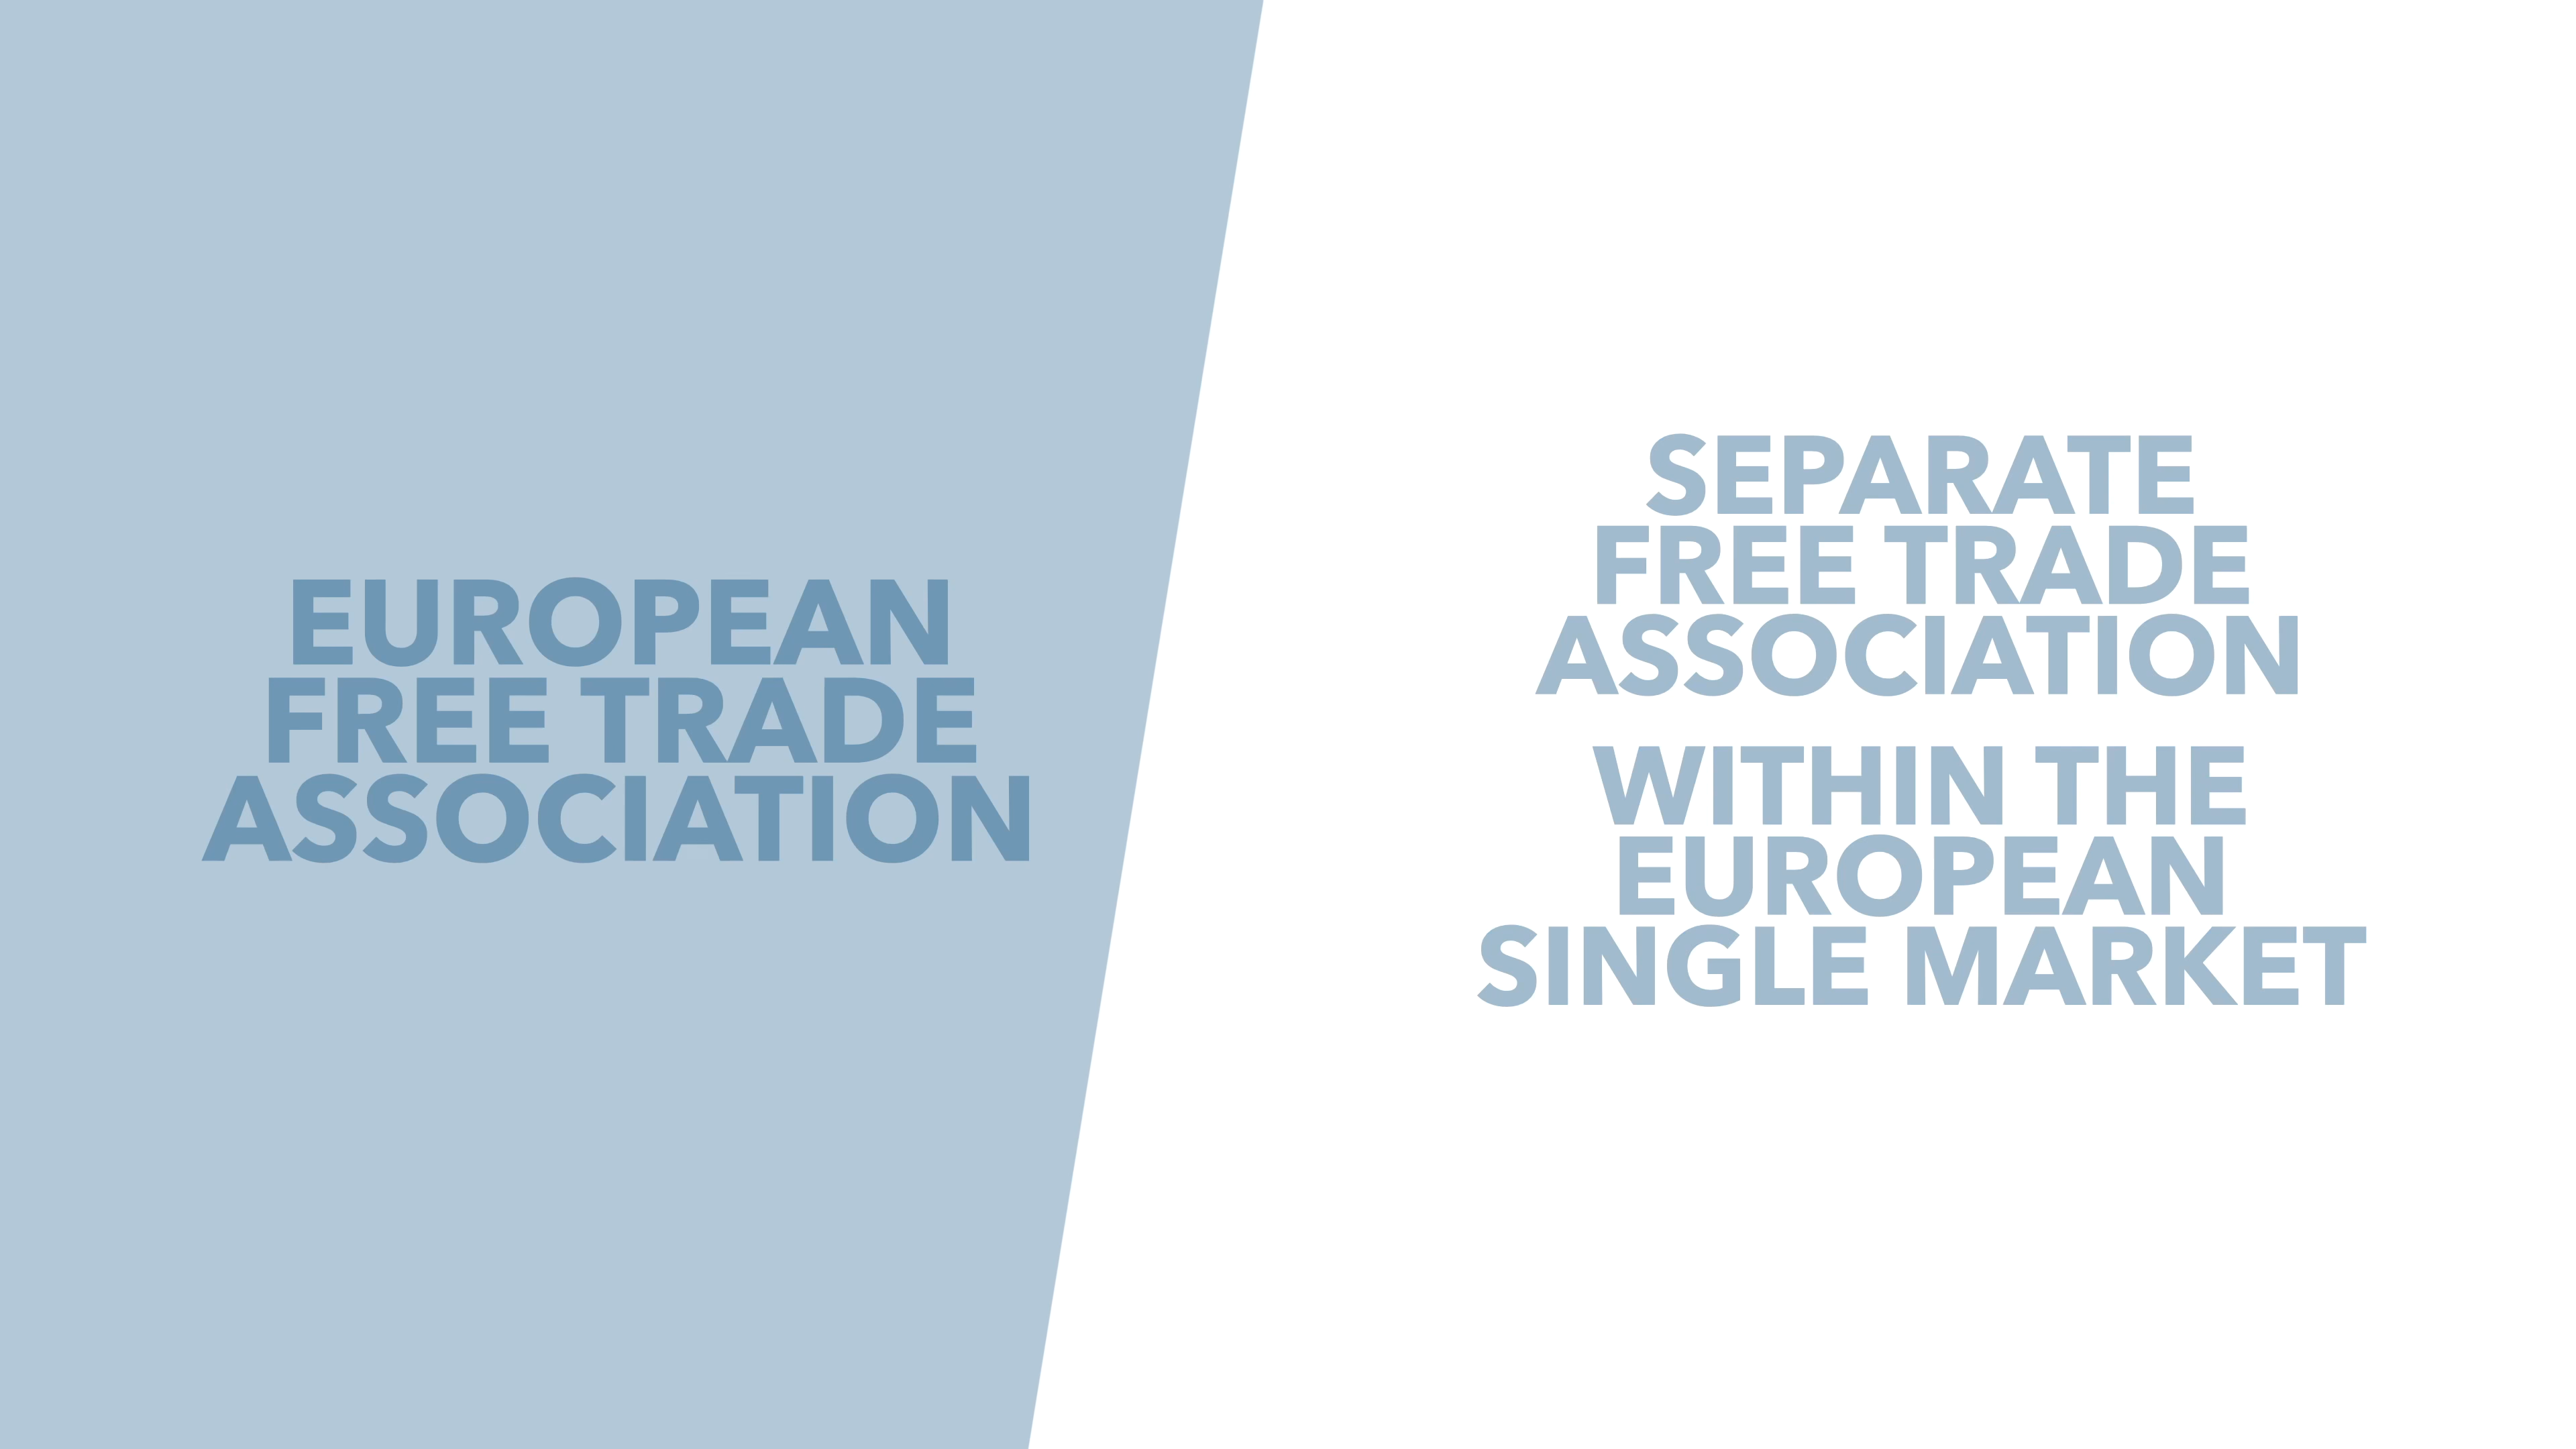 EUROPEAN
FREE TRADE
ASSOCIATION
SEPARATE
FREE TRADE
ASSOCIATION
WITHIN THE
EUROPEAN
SINGLE MARKET